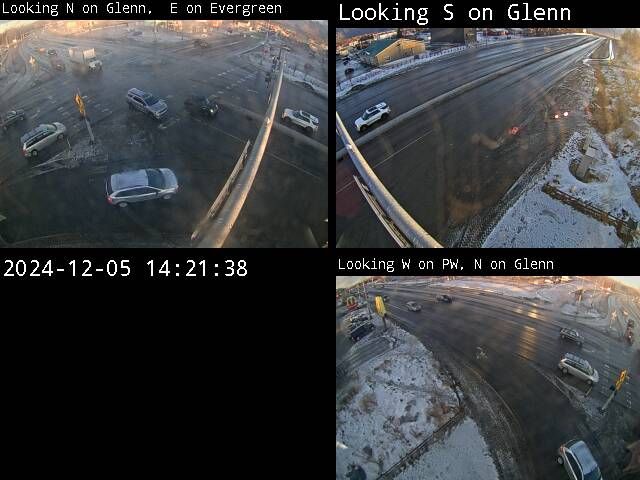 Looking N on Glenn,  E on Evergreen
Looking S on Glenn
2024-12-05 14:21:38
Looking W on PW, N on Glenn